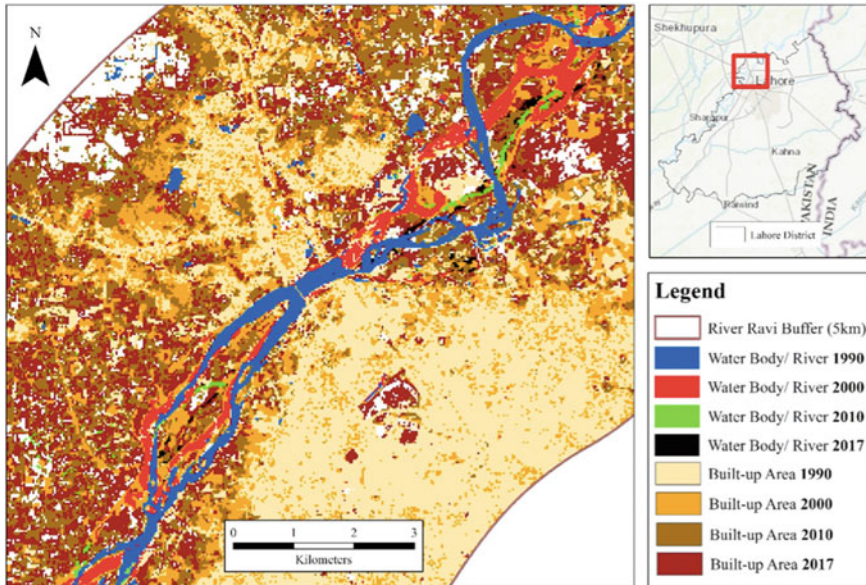 N
0 1 2 3
Kilometers
Shekhupura
Lahore
Sharaqpur
Kahna
Raiwind
PAKISTAN
INDIA
Lahore District
Legend
River Ravi Buffer (5km)
Water Body/ River 1990
Water Body/ River 2000
Water Body/ River 2010
Water Body/ River 2017
Built-up Area 1990
Built-up Area 2000
Built-up Area 2010
Built-up Area 2017